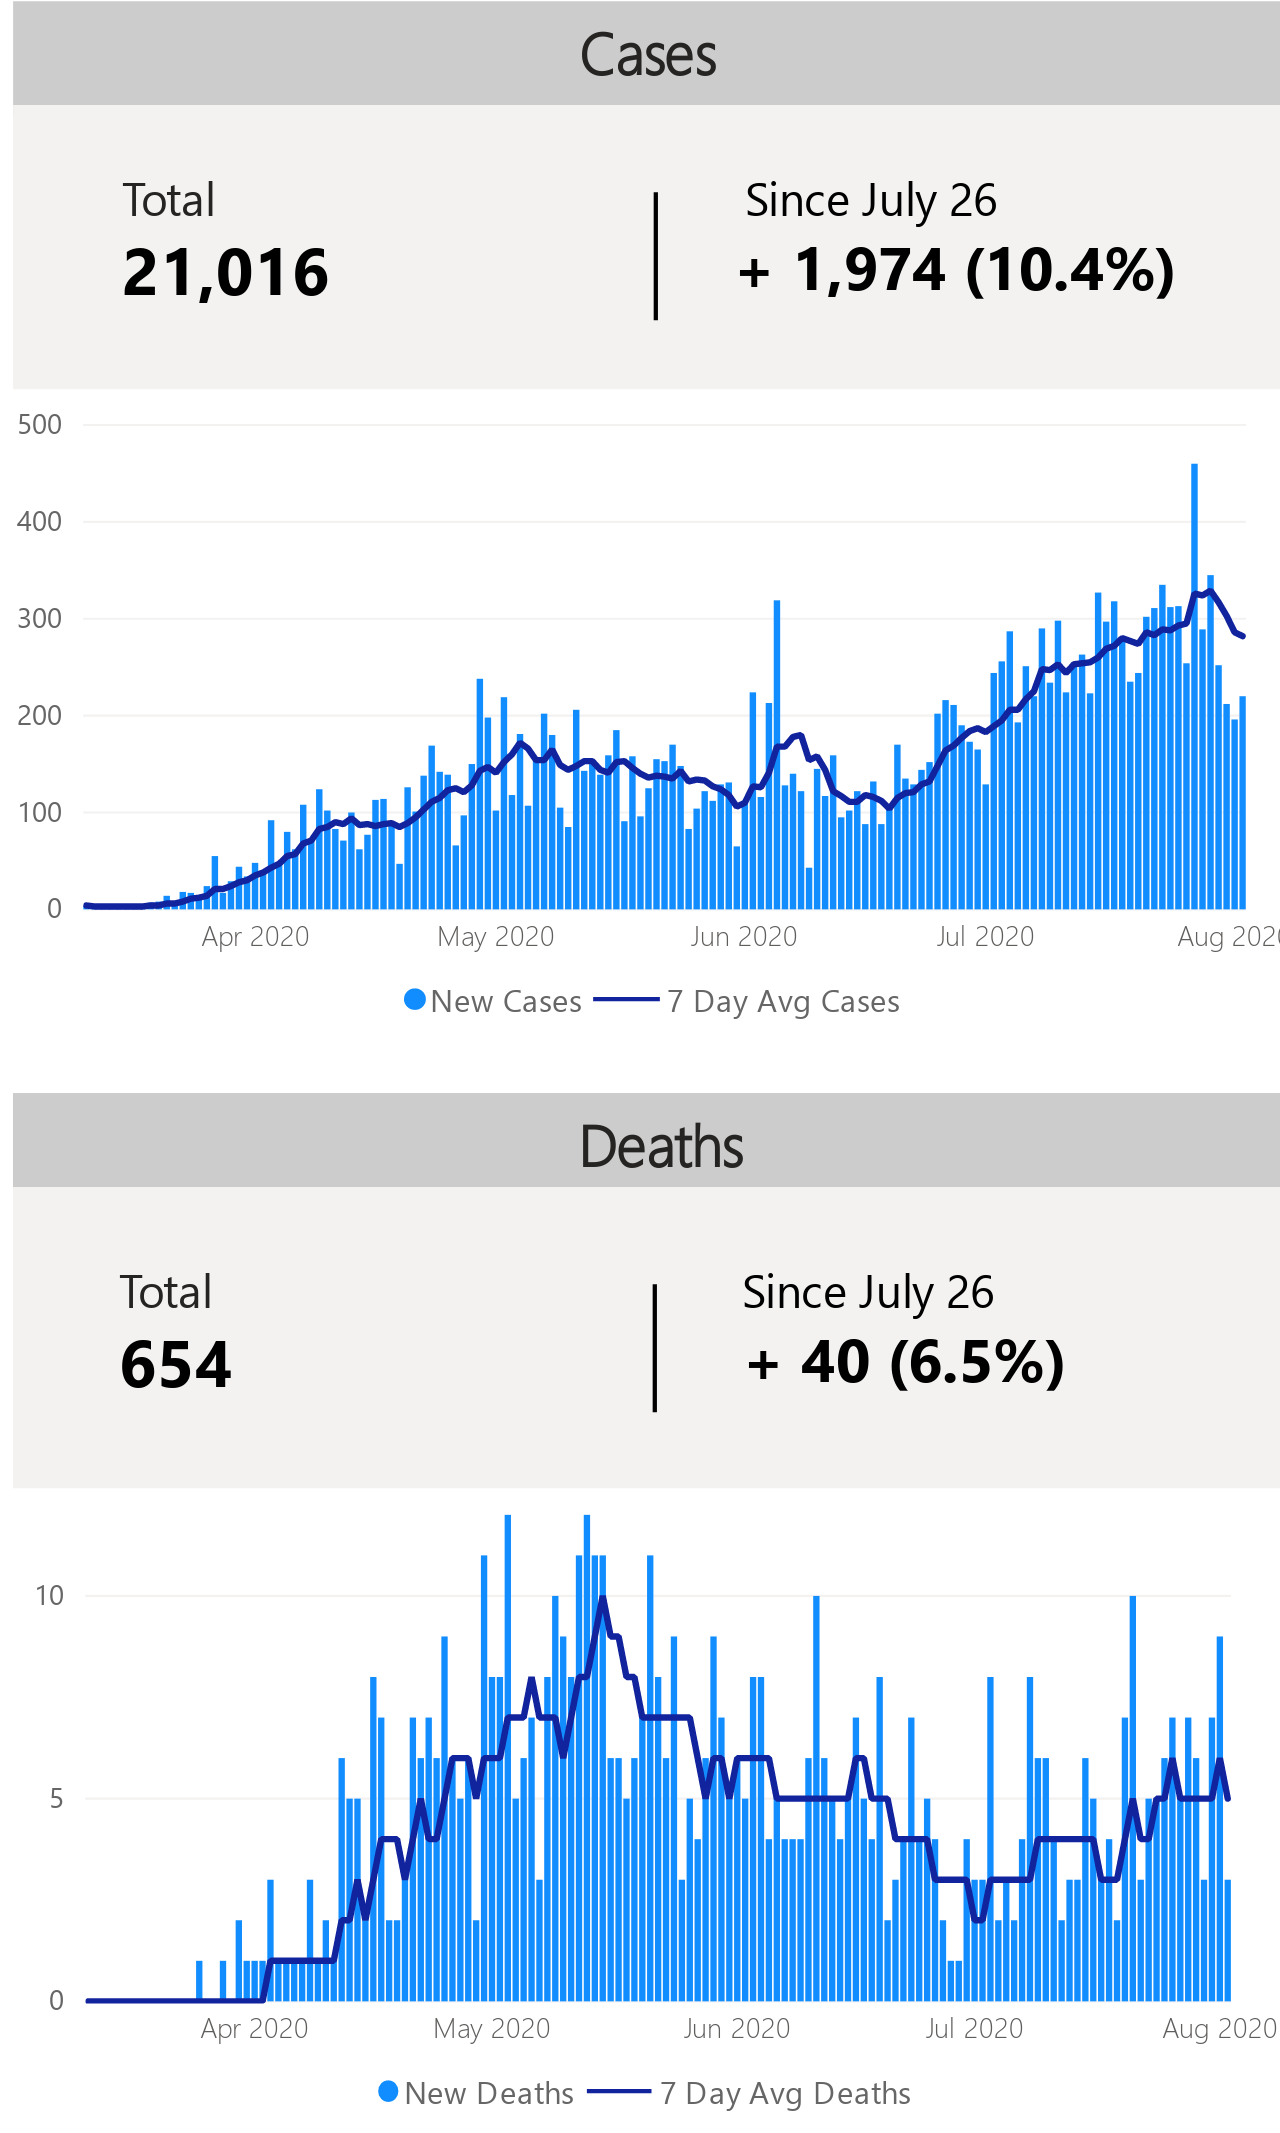 Cases
Total
Since July 26
21,016
+ 1,974 (10.4%)
500
400
300
200
100
0
Apr 2020
May 2020
Jun 2020
Jul 2020
Aug 202
New Cases
7 Day Avg Cases
Deaths
Total
Since July 26
654
+ 40 (6.5%)
10
5
0
Apr 2020
May 2020
Jun 2020
Jul 2020
Aug 2020
New Deaths
7 Day Avg Deaths